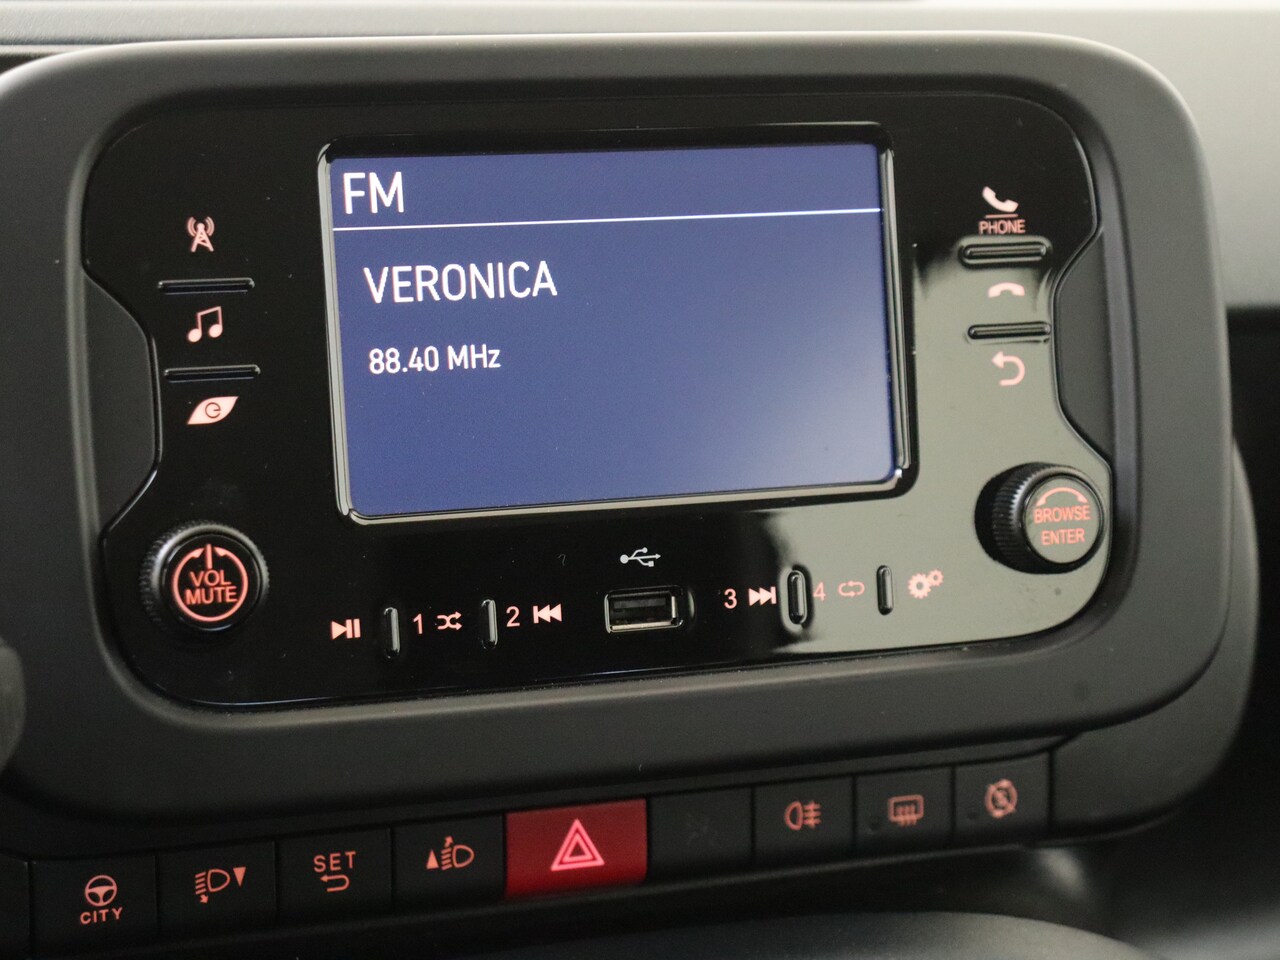 FM
VERONICA
88.40 MHz
PHONE
VOL
MUTE
BROWSE
ENTER
1
2
3
4
SET
CITY